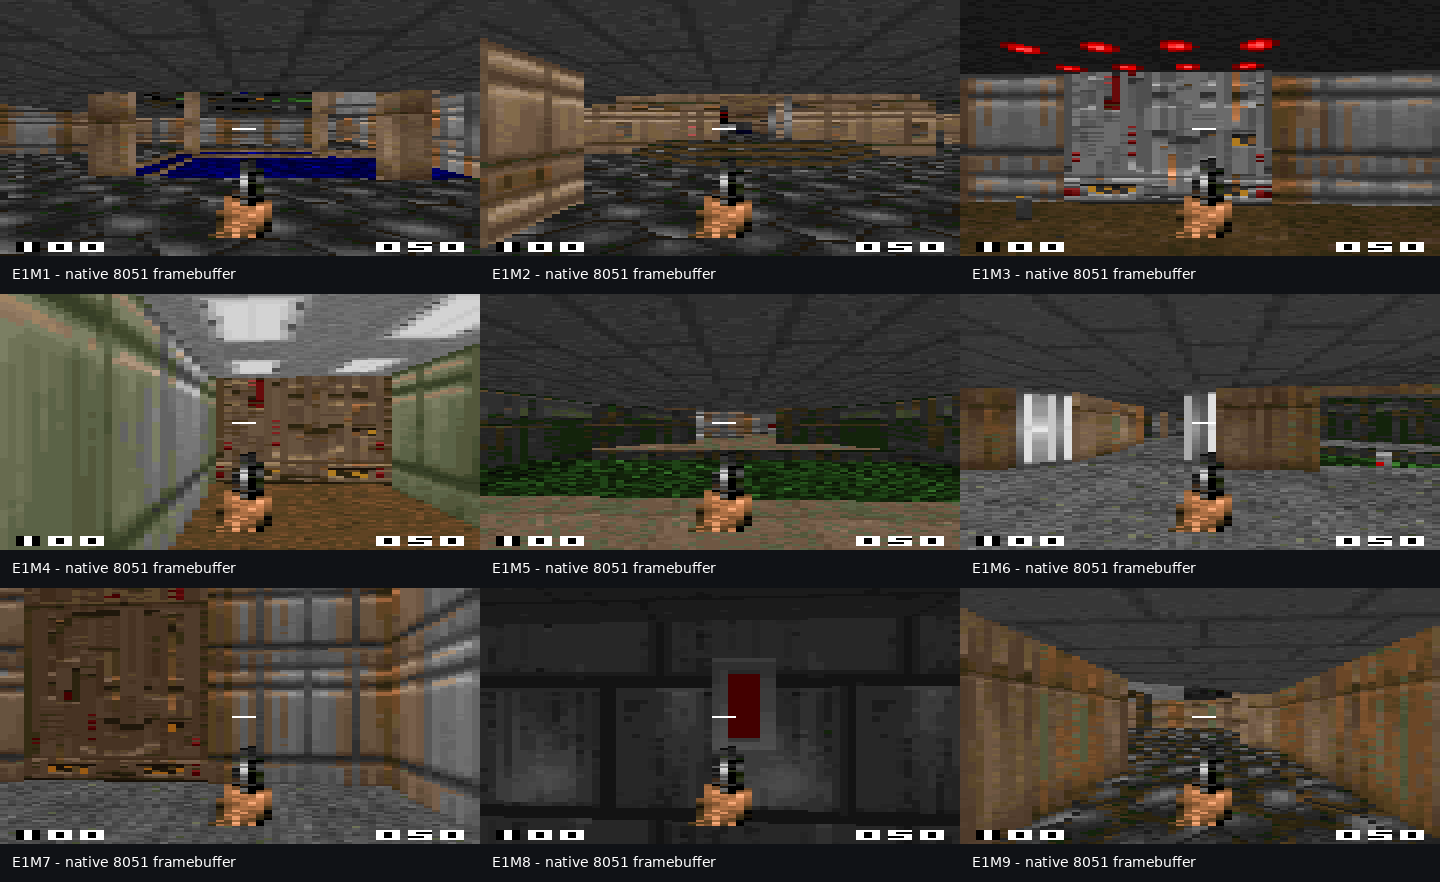 100 050
100 050
100 050
E1M1 - native 8051 framebuffer
E1M2 - native 8051 framebuffer
E1M3 - native 8051 framebuffer
100 050
100 050
100 050
E1M4 - native 8051 framebuffer
E1M5 - native 8051 framebuffer
E1M6 - native 8051 framebuffer
100 050
100 050
100 050
E1M7 - native 8051 framebuffer
E1M8 - native 8051 framebuffer
E1M9 - native 8051 framebuffer